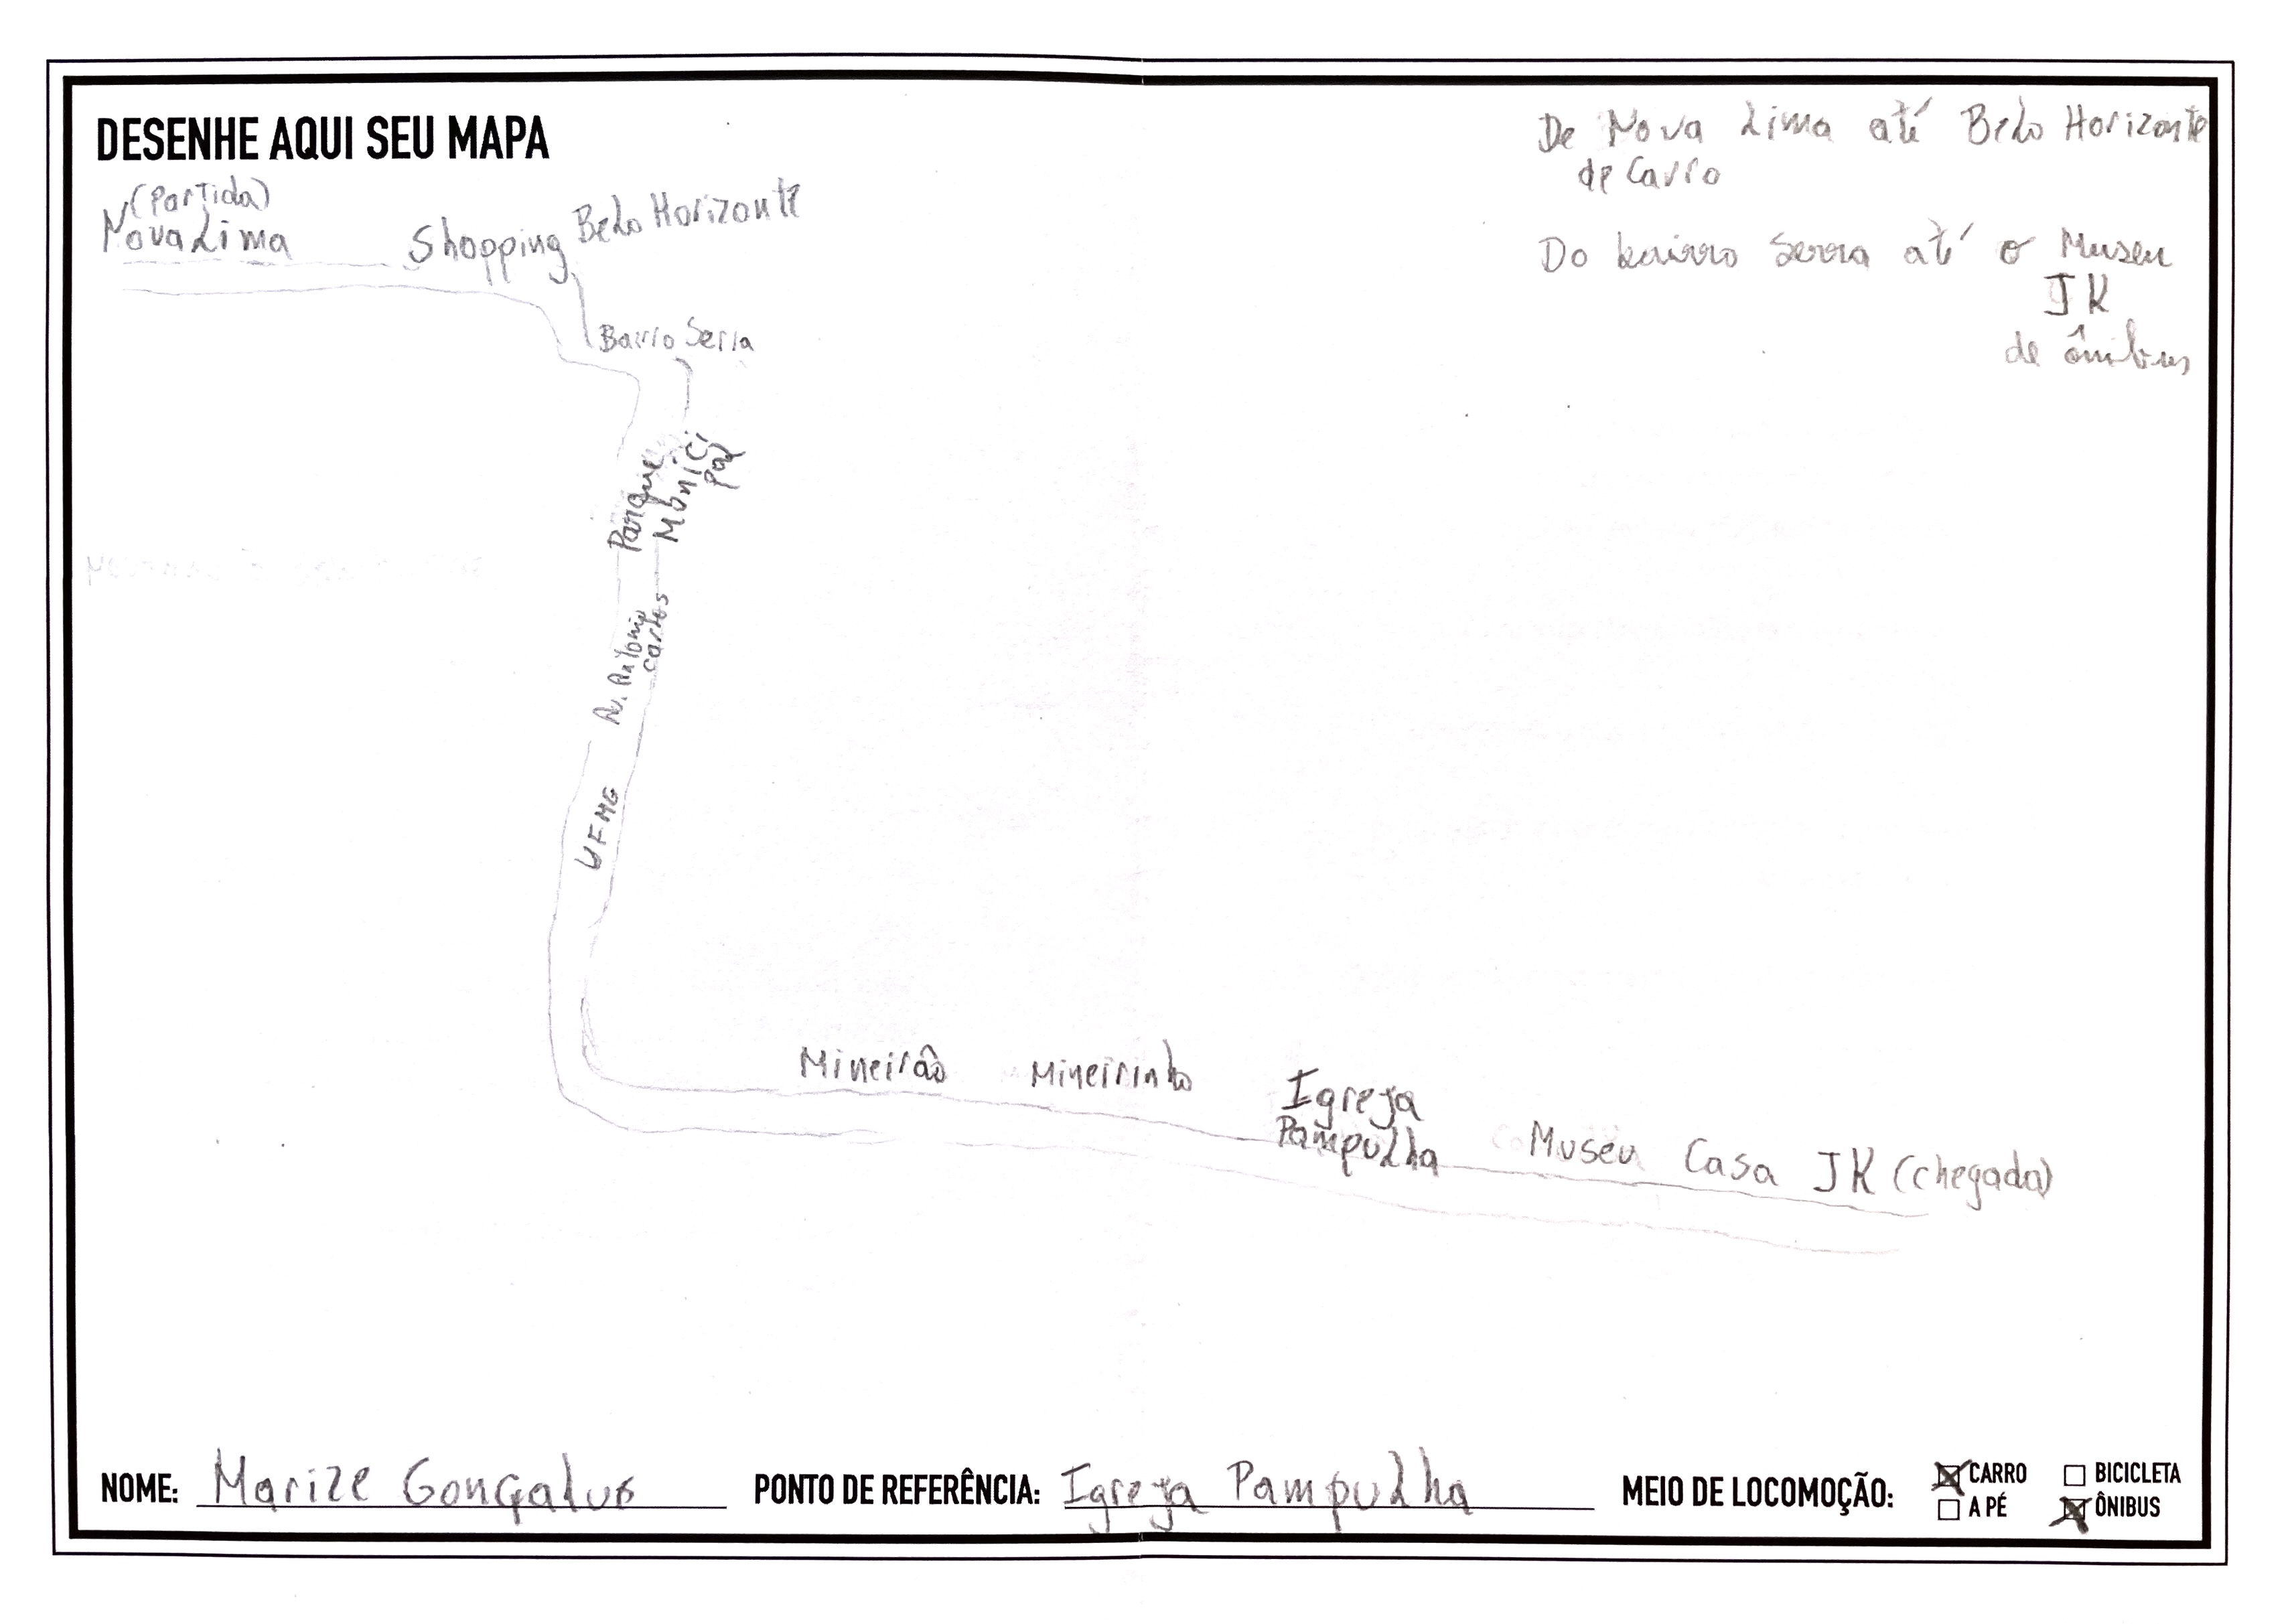 DESENHE AQUI SEU MAPA
(Partida)
Nova Lima
Shopping
Belo Horizonte
Bairro Serra
Parque
Múnici
pal
Av. Antonio
carlos
UFMG
Mineirão
Mineirinho
Igreja
Pampulha
Museu Casa JK (chegada)
De Nova Lima até Belo Horizonte
de Carro
Do bairro Serra até o Museu
JK
de ônibus
NOME: Marize Gonçalves
PONTO DE REFERÊNCIA: Igreja Pampulha
MEIO DE LOCOMOÇÃO:
CARRO
BICICLETA
A PÉ
ÔNIBUS